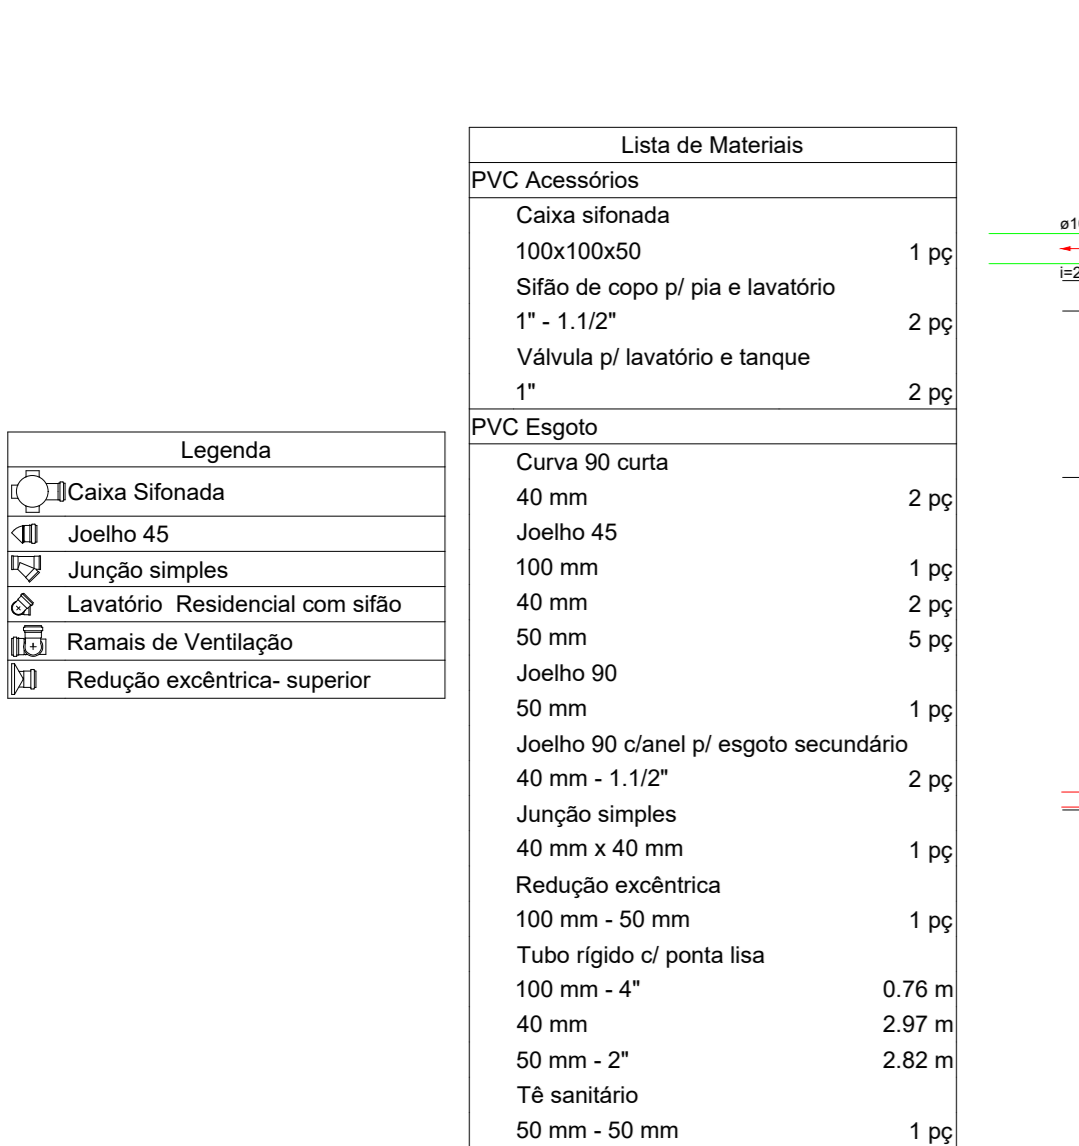 Legenda
Caixa Sifonada
Joelho 45
Junção simples
Lavatório Residencial com sifão
Ramais de Ventilação
Redução excêntrica- superior
Lista de Materiais
PVC Acessórios
Caixa sifonada
100x100x50 1 pç
Sifão de copo p/ pia e lavatório
1" - 1.1/2" 2 pç
Válvula p/ lavatório e tanque
1" 2 pç
PVC Esgoto
Curva 90 curta
40 mm 2 pç
Joelho 45
100 mm 1 pç
40 mm 2 pç
50 mm 5 pç
Joelho 90
50 mm 1 pç
Joelho 90 c/anel p/ esgoto secundário
40 mm - 1.1/2" 2 pç
Junção simples
40 mm x 40 mm 1 pç
Redução excêntrica
100 mm - 50 mm 1 pç
Tubo rígido c/ ponta lisa
100 mm - 4" 0.76 m
40 mm 2.97 m
50 mm - 2" 2.82 m
Tê sanitário
50 mm - 50 mm 1 pç